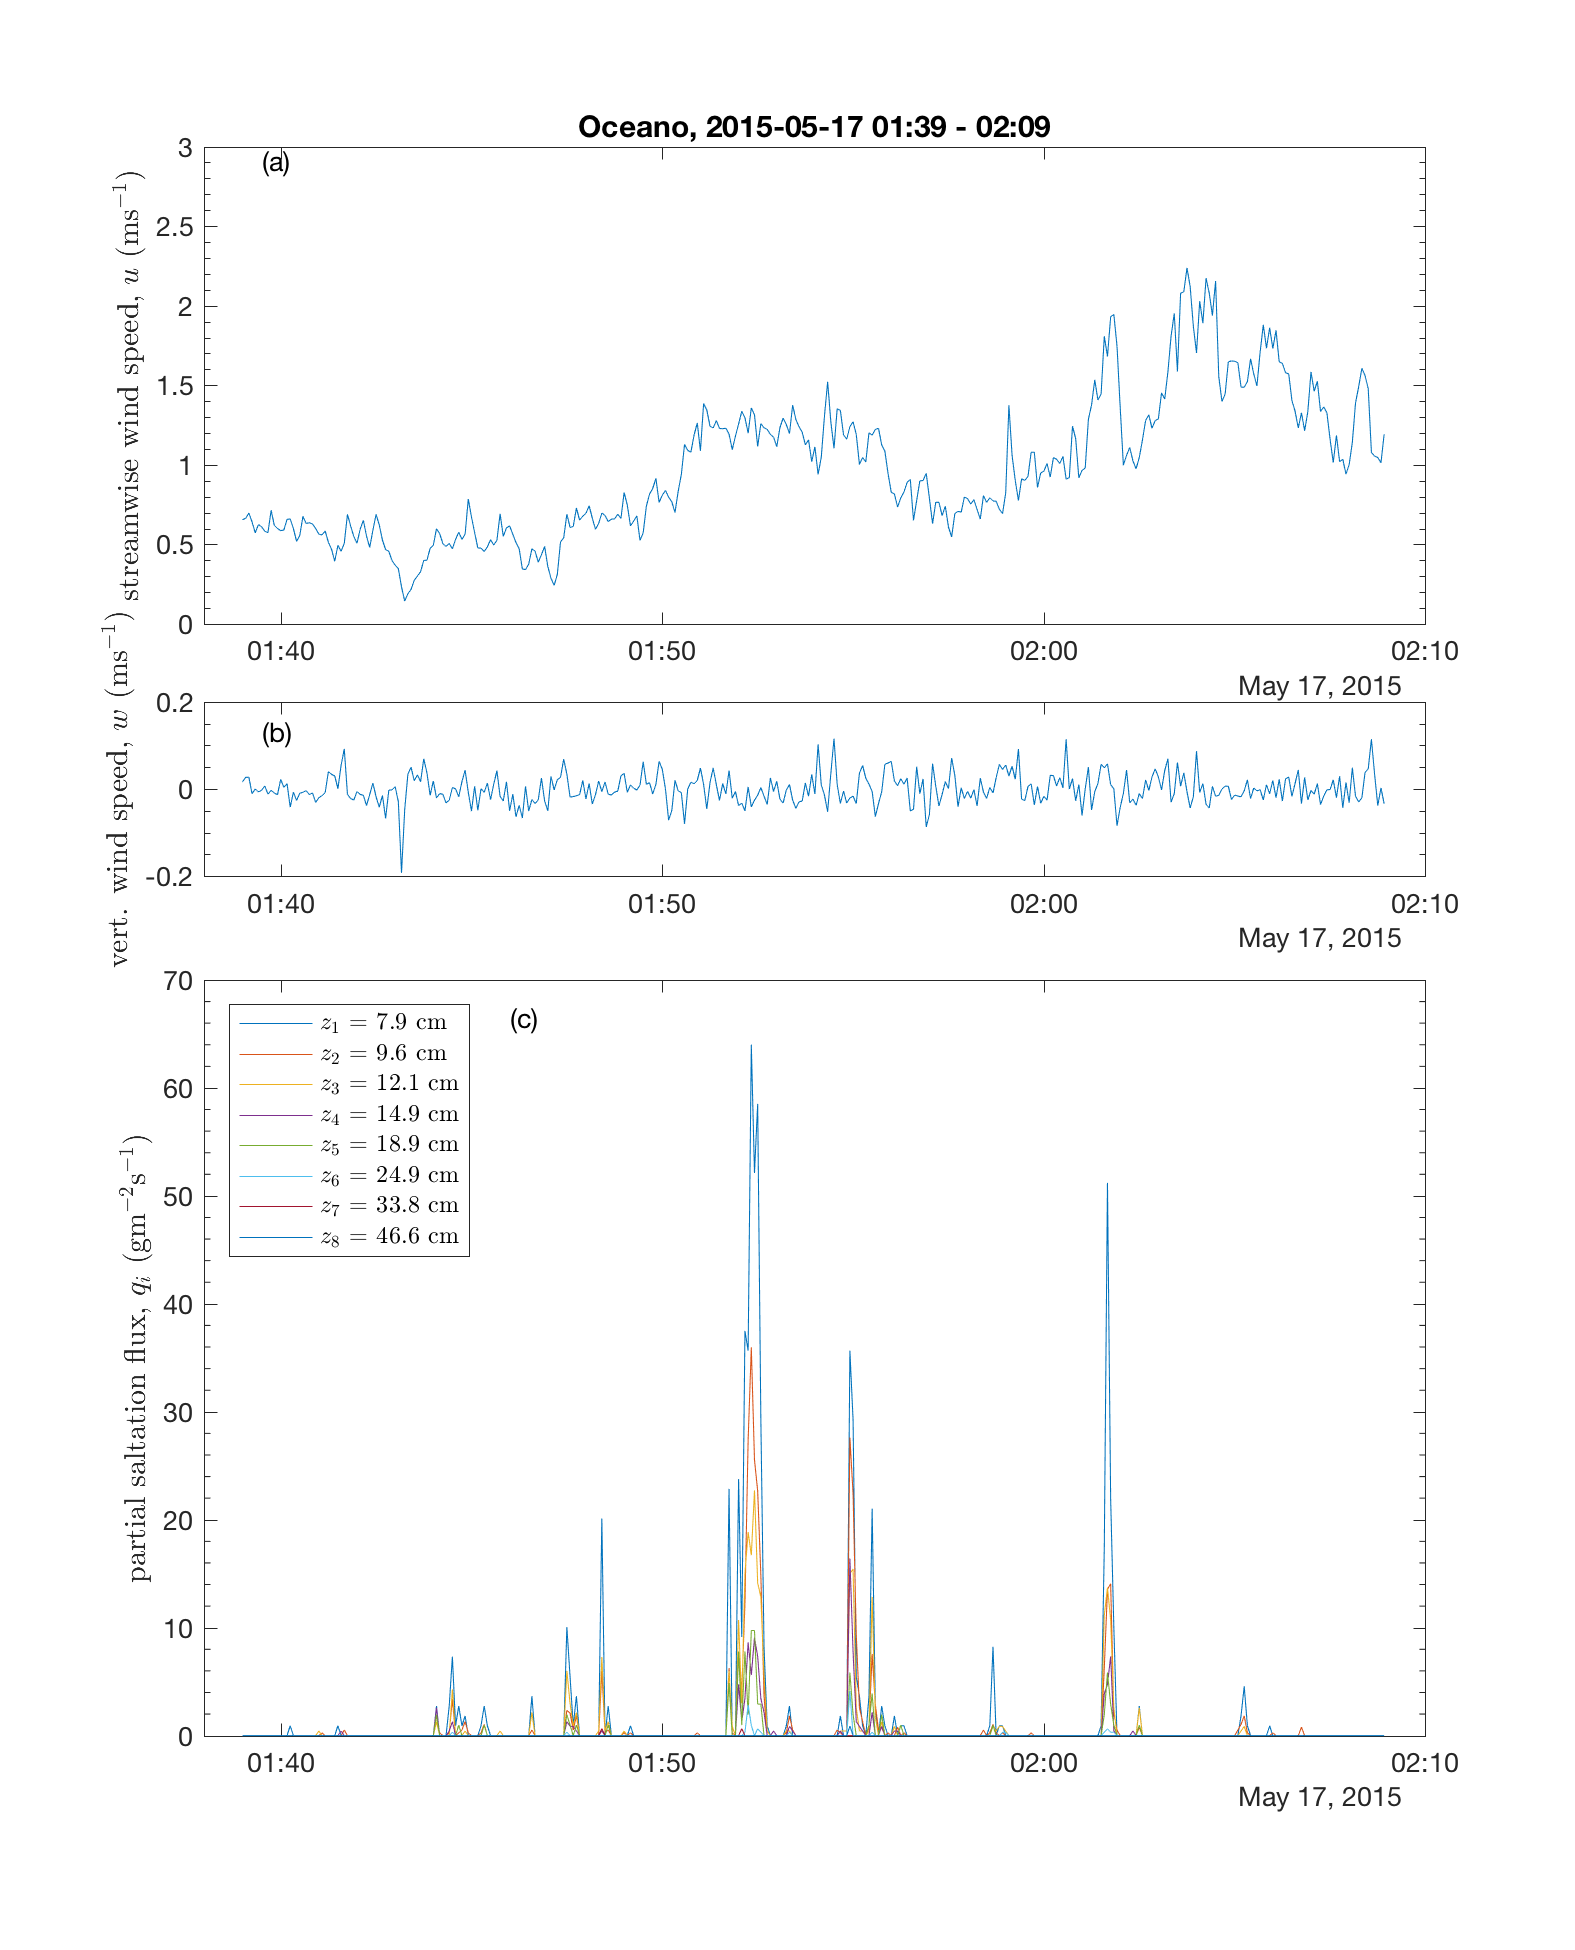 Oceano, 2015-05-17 01:39 - 02:09
(a)
streamwise wind speed, u (ms⁻¹)
3
2.5
2
1.5
1
0.5
0
01:40 01:50 02:00 02:10
May 17, 2015
(b)
vert. wind speed, w (ms⁻¹)
0.2
0
-0.2
01:40 01:50 02:00 02:10
May 17, 2015
(c)
partial saltation flux, qᵢ (gm⁻²s⁻¹)
70
60
50
40
30
20
10
0
z₁ = 7.9 cm
z₂ = 9.6 cm
z₃ = 12.1 cm
z₄ = 14.9 cm
z₅ = 18.9 cm
z₆ = 24.9 cm
z₇ = 33.8 cm
z₈ = 46.6 cm
01:40 01:50 02:00 02:10
May 17, 2015